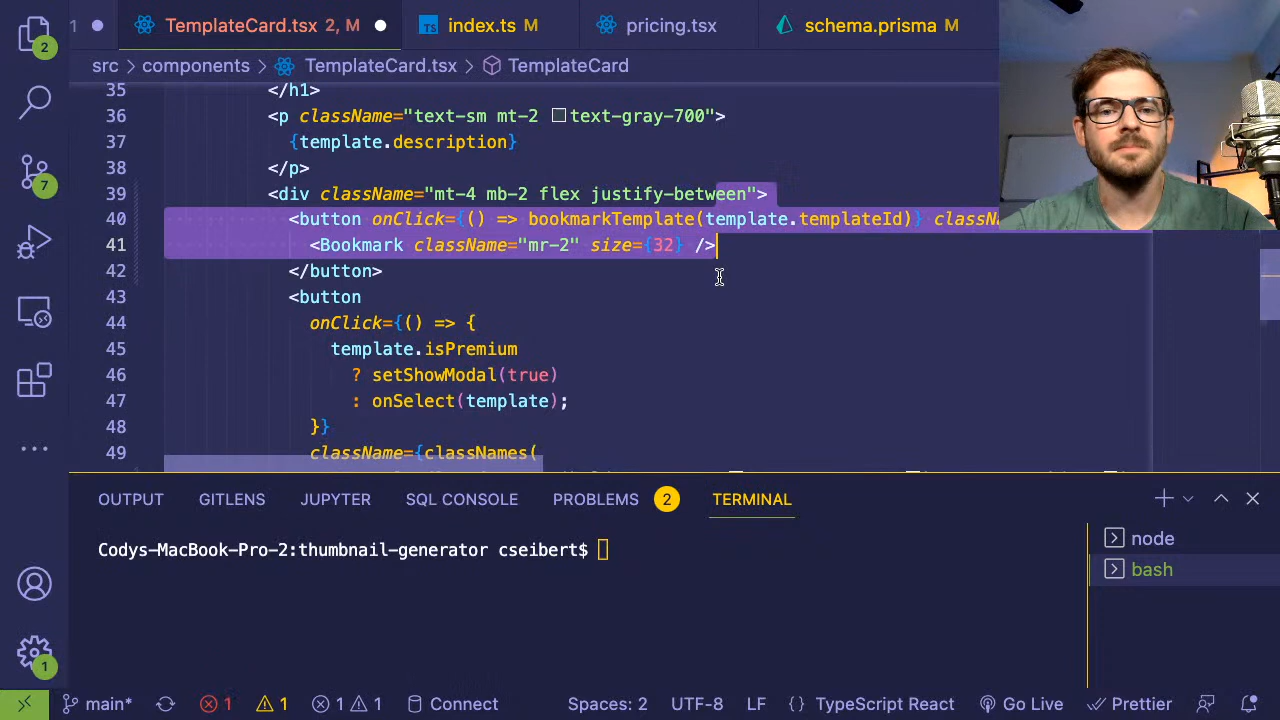 1
TemplateCard.tsx 2, M
TS index.ts M
pricing.tsx
schema.prisma M
src > components > TemplateCard.tsx > TemplateCard
35 </h1>
36 <p className="text-sm mt-2 text-gray-700">
37 {template.description}
38 </p>
39 <div className="mt-4 mb-2 flex justify-between">
40 <button onClick={() => bookmarkTemplate(template.templateId)}
41 <Bookmark className="mr-2" size={32} />
42 </button>
43 <button
44 onClick={() => {
45 template.isPremium
46 ? setShowModal(true)
47 : onSelect(template);
48 }}
49 className={classNames(
2
7
1
OUTPUT GITLENS JUPYTER SQL CONSOLE PROBLEMS 2 TERMINAL
Codys-MacBook-Pro-2:thumbnail-generator cseibert$
node
bash
main* 1 1 1 1 Connect Spaces: 2 UTF-8 LF {} TypeScript React Go Live Prettier